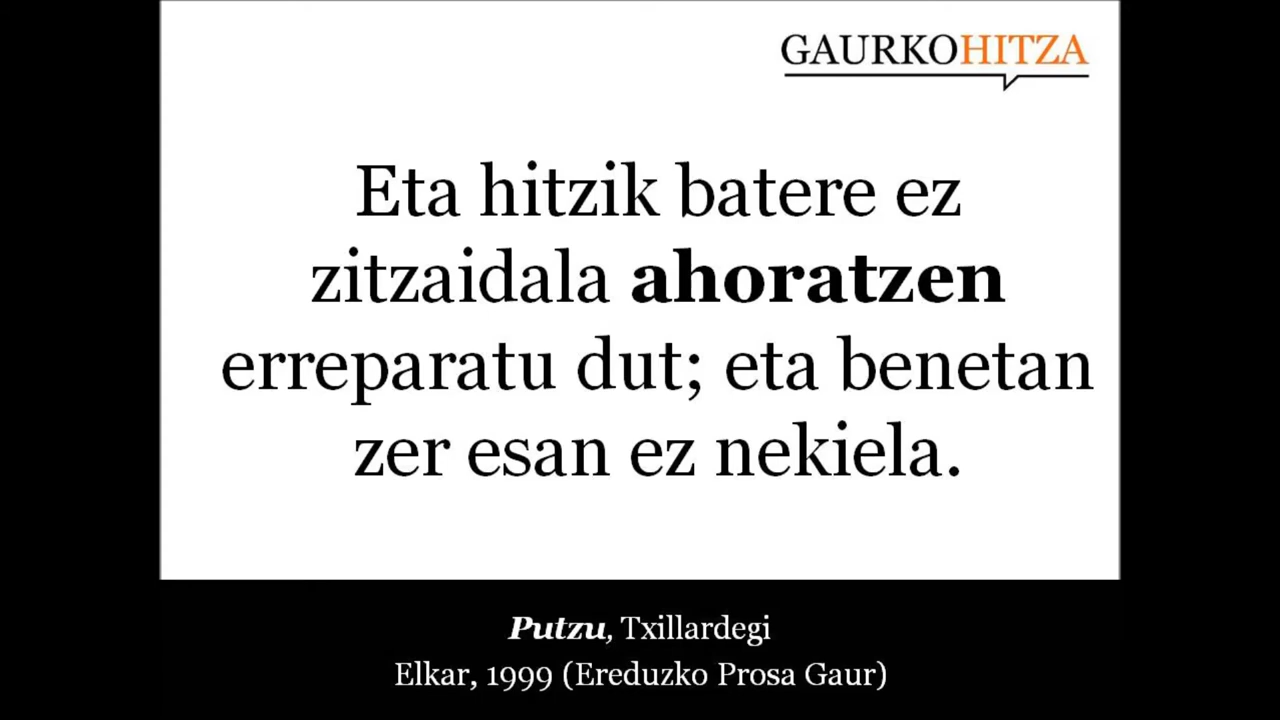 GAURKOHITZA
Eta hitzik batere ez
zitzaidala ahoratzen
erreparatu dut; eta benetan
zer esan ez nekiela.
Putzu, Txillardegi
Elkar, 1999 (Ereduzko Prosa Gaur)